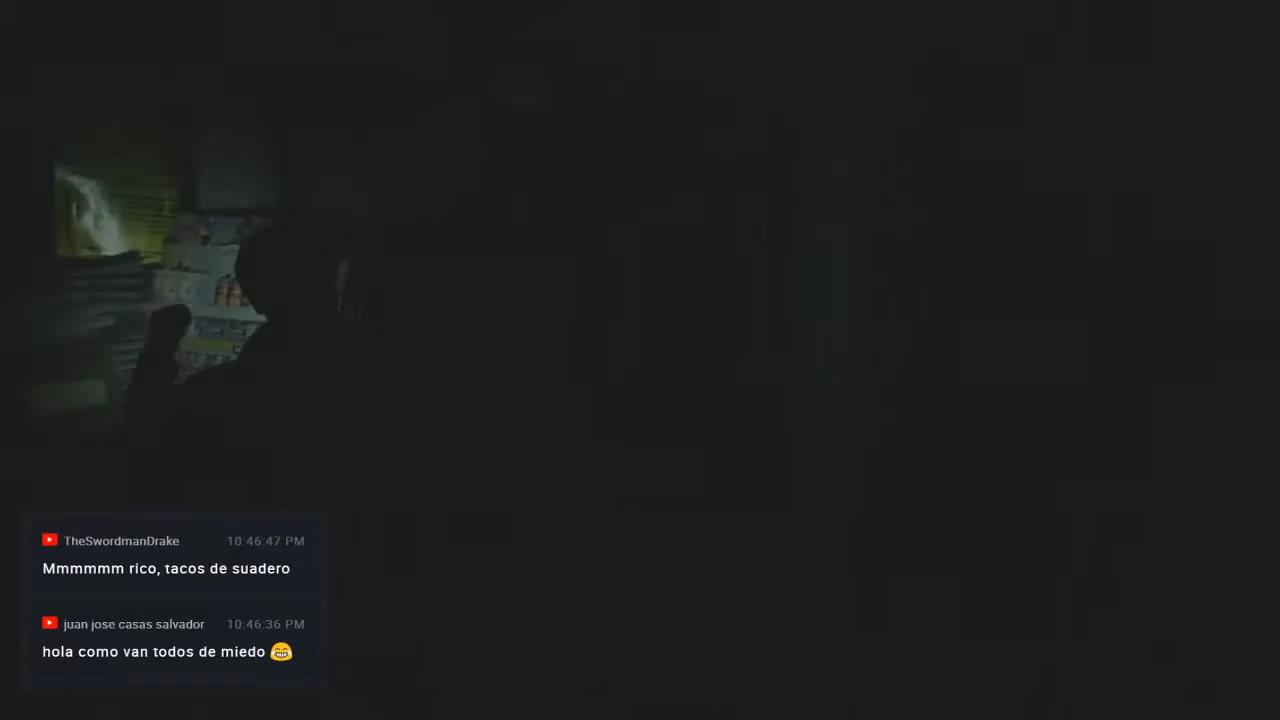 TheSwordmanDrake 10:46:47 PM
Mmmmmm rico, tacos de suadero
juan jose casas salvador 10:46:36 PM
hola como van todos de miedo 😁